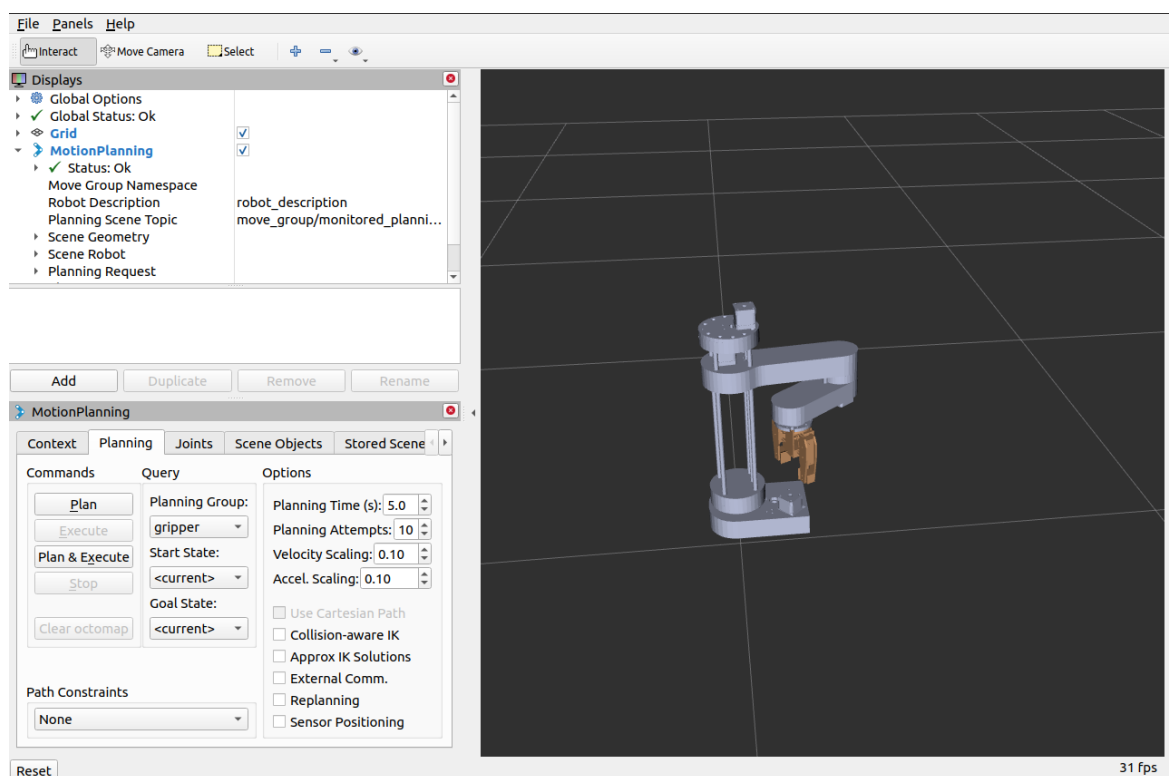 File Panels Help
Interact Move Camera Select
Displays
Global Options
Global Status: Ok
Grid
MotionPlanning
Status: Ok
Move Group Namespace
Robot Description robot_description
Planning Scene Topic move_group/monitored_planni...
Scene Geometry
Scene Robot
Planning Request
Add Duplicate Remove Rename
MotionPlanning
Context Planning Joints Scene Objects Stored Scene
Commands Query Options
Plan Planning Group: Planning Time (s): 5.0
Execute gripper Planning Attempts: 10
Plan & Execute Start State: Velocity Scaling: 0.10
Stop <current> Accel. Scaling: 0.10
Goal State: Use Cartesian Path
Clear octomap <current> Collision-aware IK
Approx IK Solutions
External Comm.
Path Constraints Replanning
None Sensor Positioning
Reset 31 fps